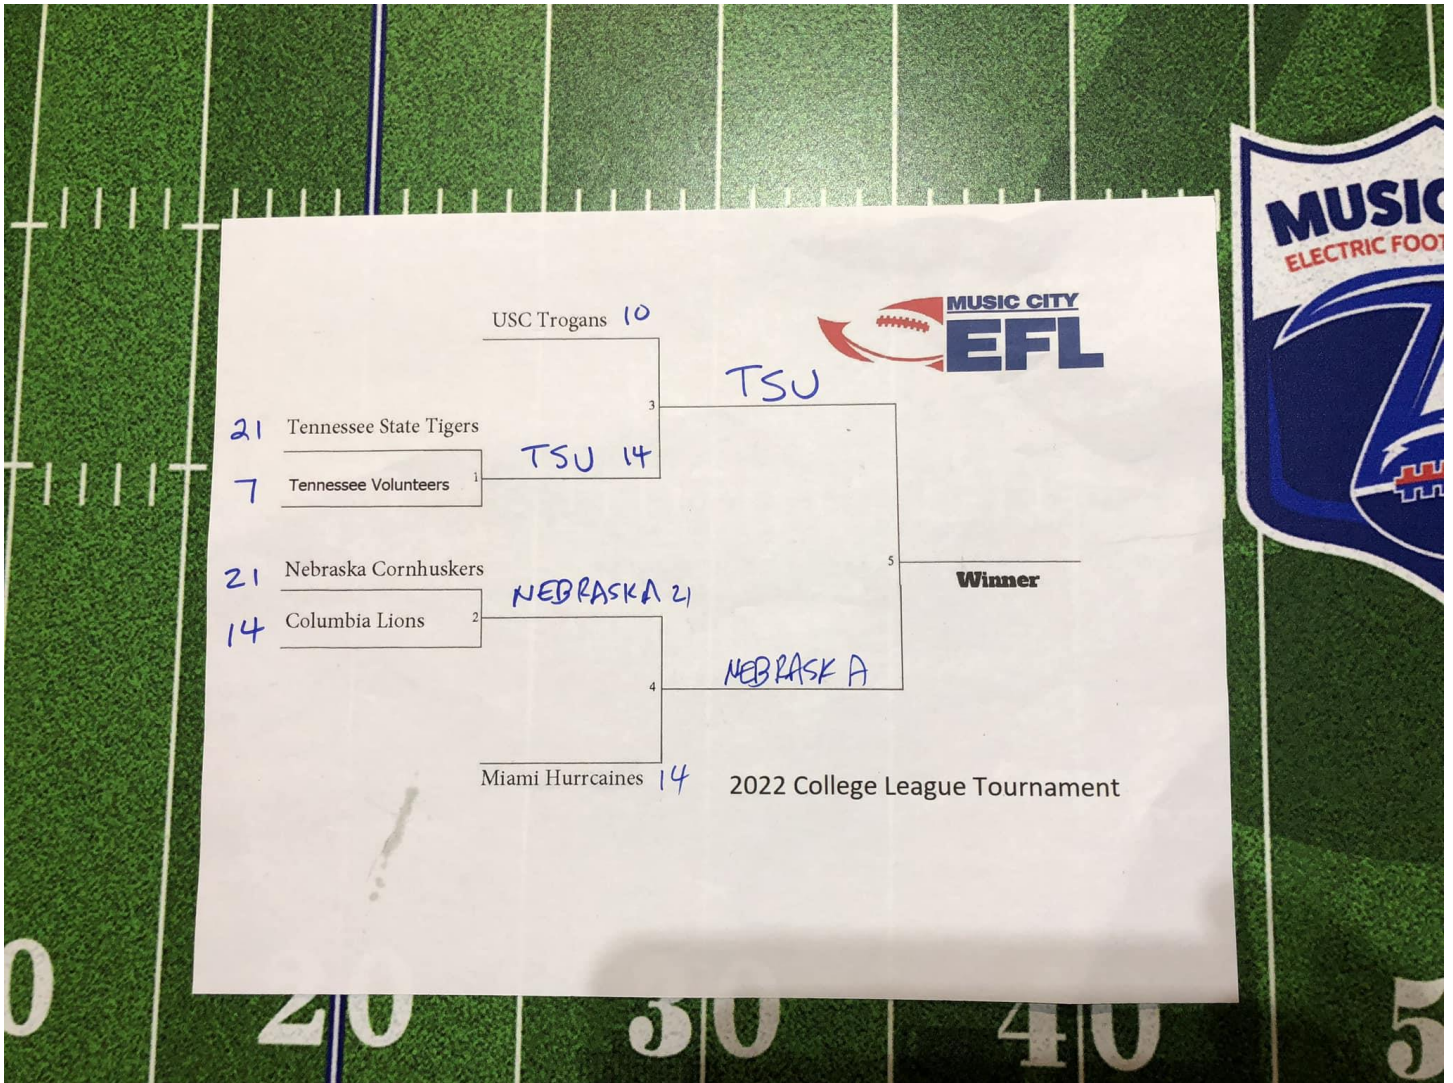 MUSIC
ELECTRIC FOOT
MUSIC CITY
EFL
USC Trogans 10
3
TSU
21 Tennessee State Tigers
TSU 14
7 Tennessee Volunteers
1
21 Nebraska Cornhuskers
NEBRASKA 21
14 Columbia Lions
2
5
Winner
NEBRASKA
4
Miami Hurrcaines 14
2022 College League Tournament
0
20
30
40
5